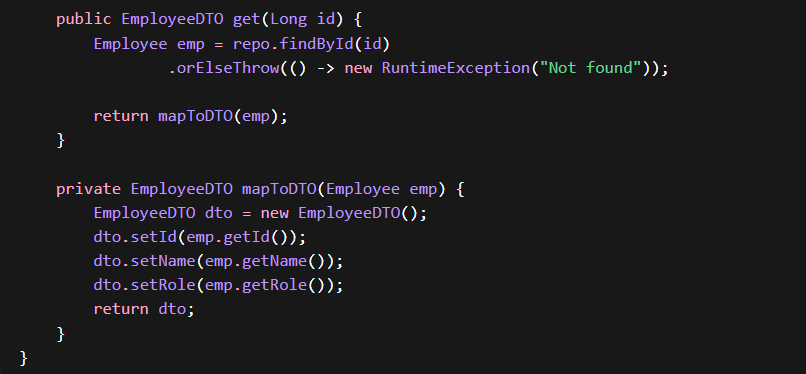 public EmployeeDTO get(Long id) {
        Employee emp = repo.findById(id)
                .orElseThrow(() -> new RuntimeException("Not found"));

        return mapToDTO(emp);
    }

    private EmployeeDTO mapToDTO(Employee emp) {
        EmployeeDTO dto = new EmployeeDTO();
        dto.setId(emp.getId());
        dto.setName(emp.getName());
        dto.setRole(emp.getRole());
        return dto;
    }
}